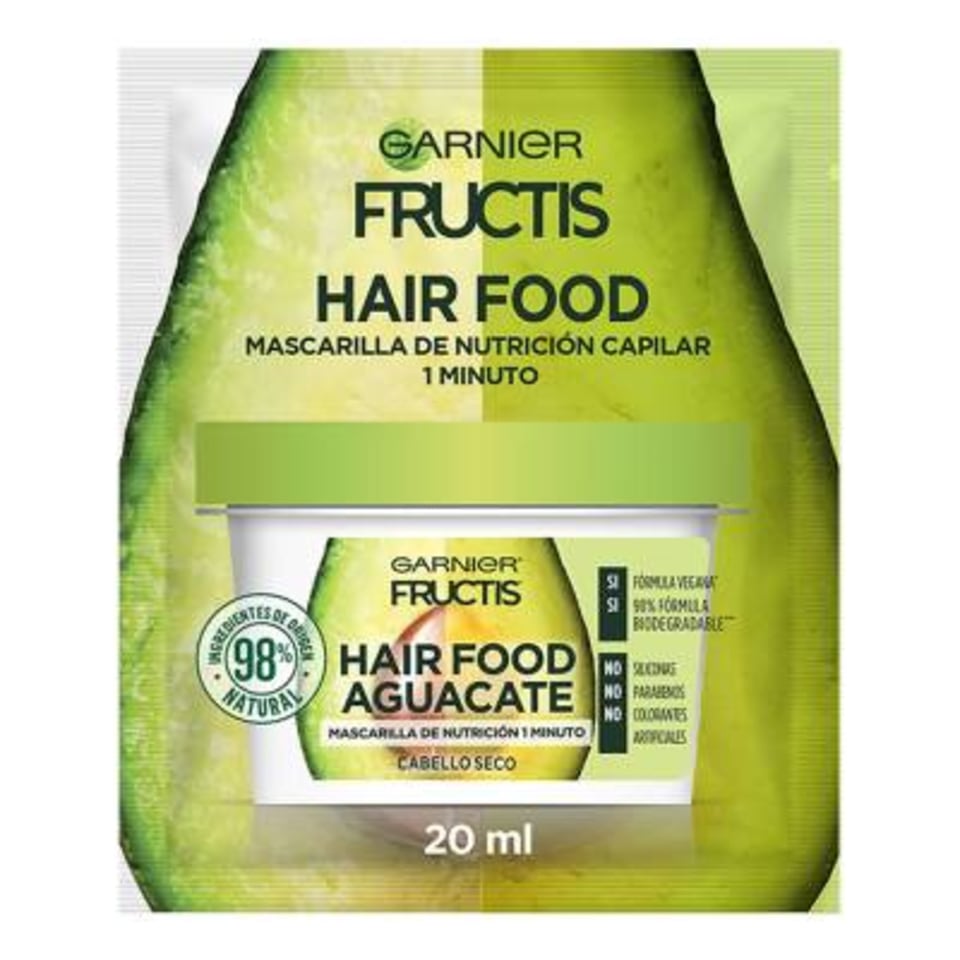 GARNIER
FRUCTIS
HAIR FOOD
MASCARILLA DE NUTRICIÓN CAPILAR
1 MINUTO
GARNIER
FRUCTIS
HAIR FOOD
AGUACATE
MASCARILLA DE NUTRICIÓN 1 MINUTO
CABELLO SECO
INGREDIENTES DE ORIGEN
98%
NATURAL
SI FÓRMULA VEGANA*
SI 98% FÓRMULA
BIODEGRADABLE***
NO SILICONAS
NO PARABENOS
NO COLORANTES
ARTIFICIALES
20 ml